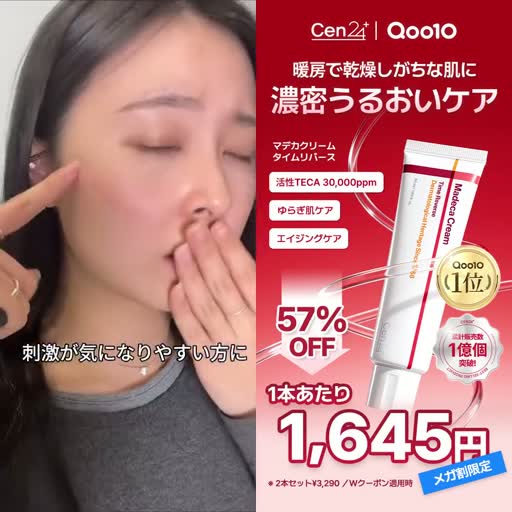 刺激が気になりやすい方に
Cen24+ | Qoo10
暖房で乾燥しがちな肌に
濃密うるおいケア
マデカクリーム
タイムリバース
活性TECA 30,000ppm
ゆらぎ肌ケア
エイジングケア
Madeca Cream
Time Reverse
Qoo10
1位
累計販売数
1億個
突破!
57%
OFF
1本あたり
1,645円
※ 2本セット¥3,290 ／Wクーポン適用時
メガ割限定